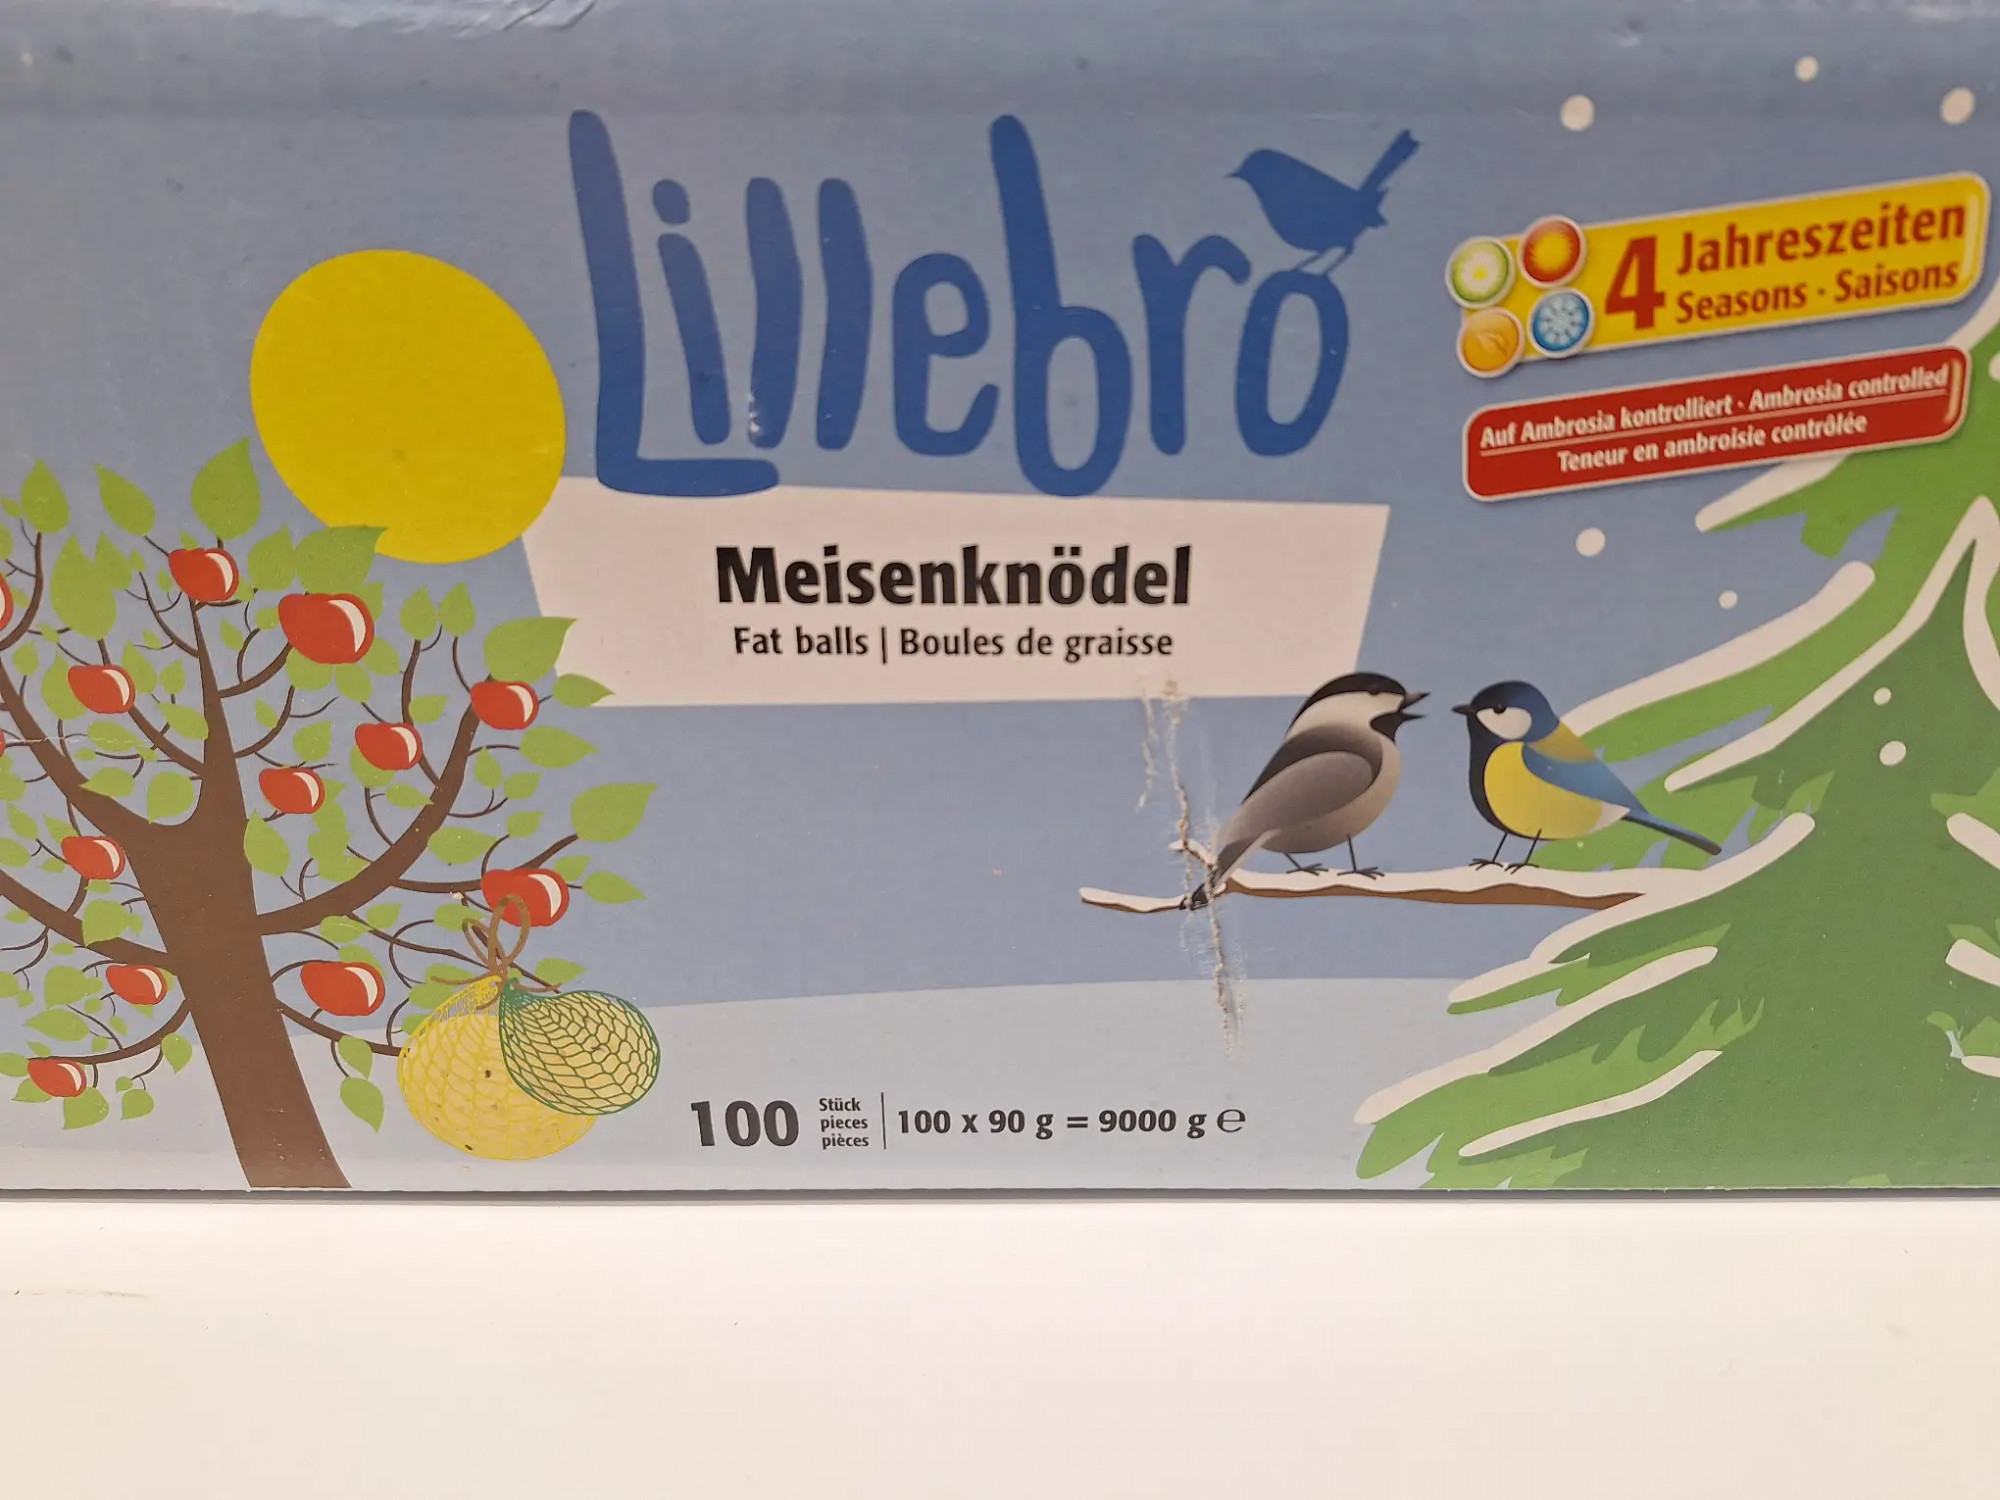 Lillebro
4 Jahreszeiten
Seasons · Saisons
Auf Ambrosia kontrolliert · Ambrosia controlled
Teneur en ambroisie contrôlée
Meisenknödel
Fat balls | Boules de graisse
100 Stück
pieces
pièces
100 x 90 g = 9000 g ℮